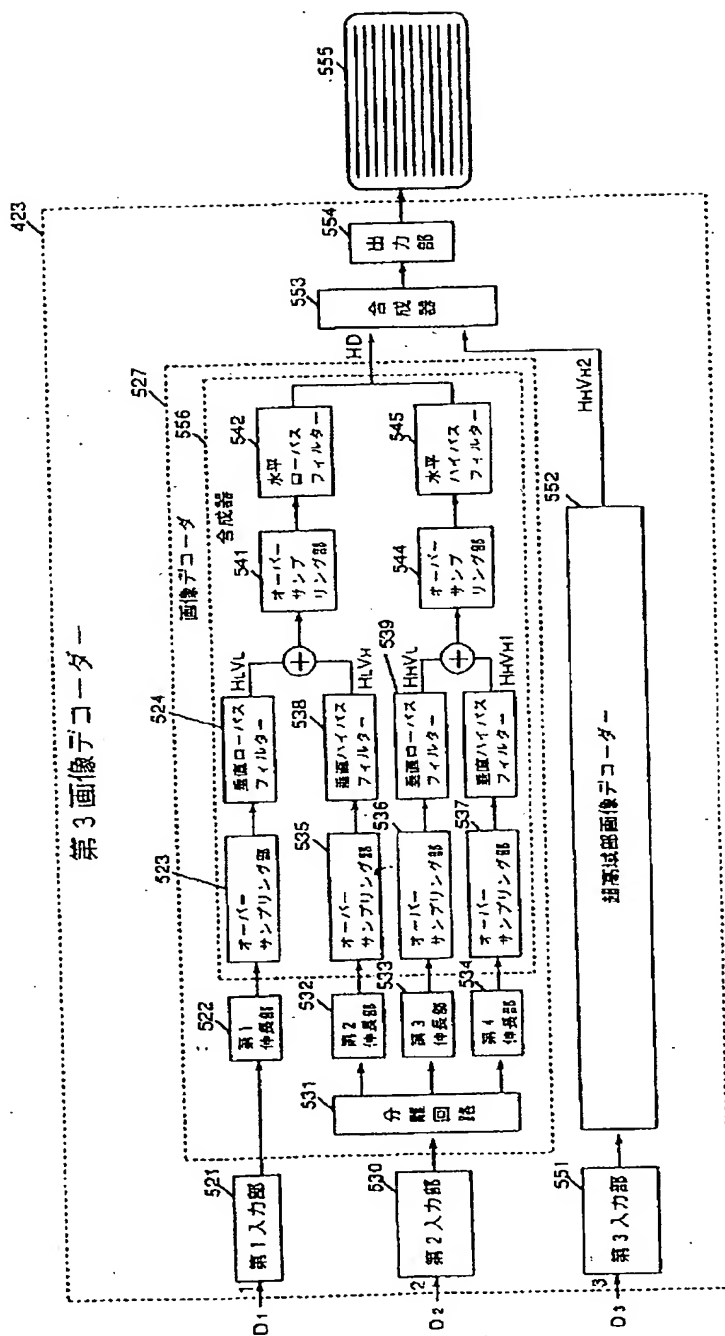 第3画像デコーダー
423
527
画像デコーダ
556
合成器
D1
1
521
第1入力部
522
第1
伸長部
523
オーバー
サンプリング部
524
垂直ローパス
フィルター
HLVL
541
オーバー
サンプ
リング部
542
水平
ローパス
フィルター
D2
2
530
第2入力部
531
分離回路
532
第2
伸長部
535
オーバー
サンプリング部
538
垂直ハイパス
フィルター
HLVH
533
第3
伸長部
536
オーバー
サンプリング部
539
垂直ローパス
フィルター
HHVL
534
第4
伸長部
537
オーバー
サンプリング部
垂直ハイパス
フィルター
HHVH1
544
オーバー
サンプ
リング部
545
水平
ハイパス
フィルター
HD
553
合成器
554
出力部
555
D3
3
551
第3入力部
552
超高域部画像デコーダー
HHVH2